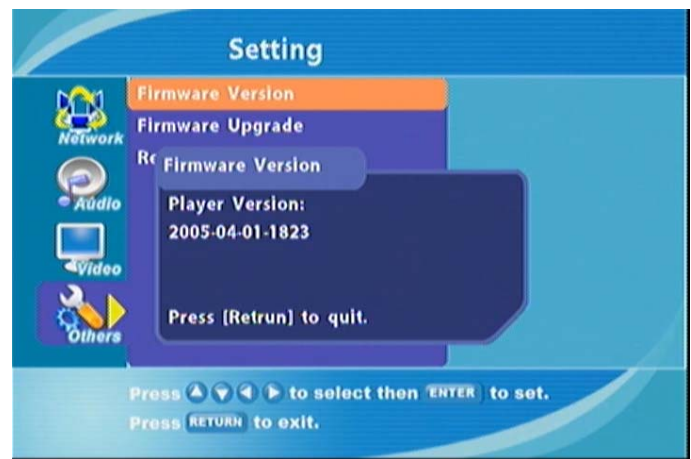 Setting
Network
Audio
Video
Others
Firmware Version
Firmware Upgrade
Re
Firmware Version
Player Version:
2005-04-01-1823
Press [Retrun] to quit.
Press to select then ENTER to set.
Press RETURN to exit.